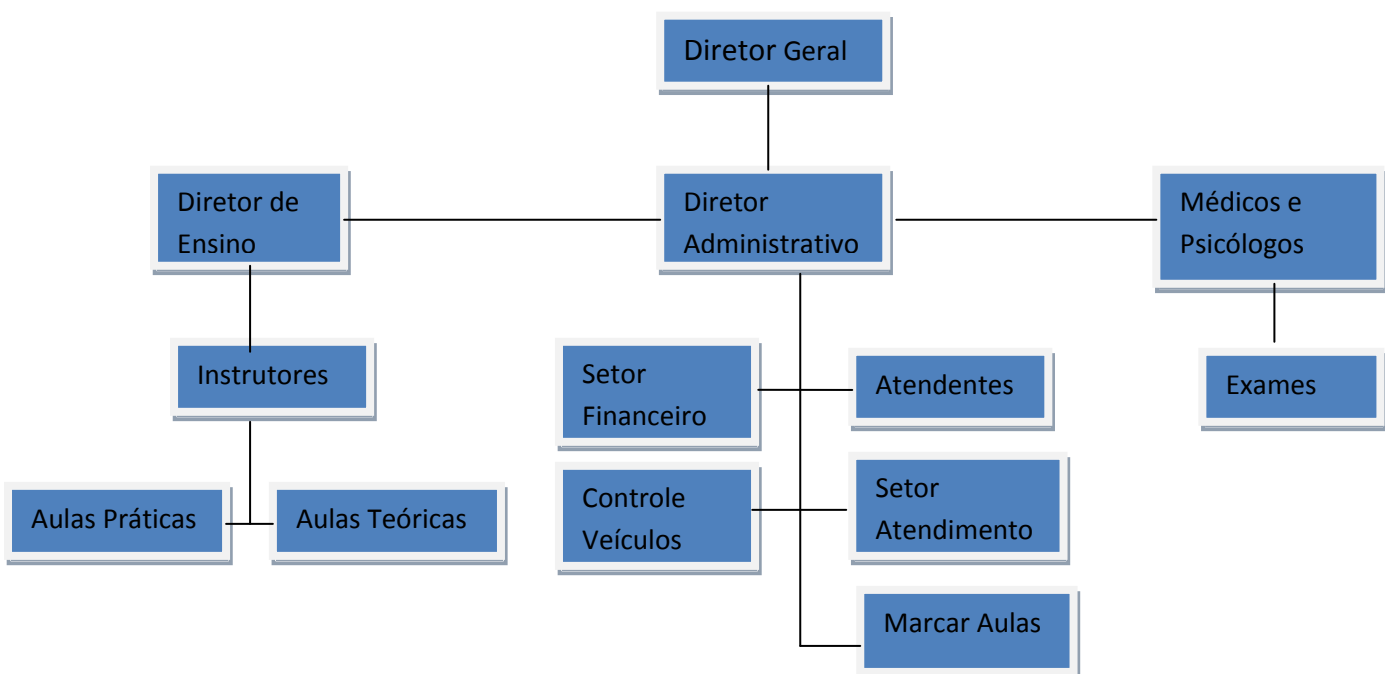 Diretor Geral
Diretor de
Ensino
Diretor
Administrativo
Médicos e
Psicólogos
Instrutores
Setor
Financeiro
Atendentes
Exames
Aulas Práticas
Aulas Teóricas
Controle
Veículos
Setor
Atendimento
Marcar Aulas